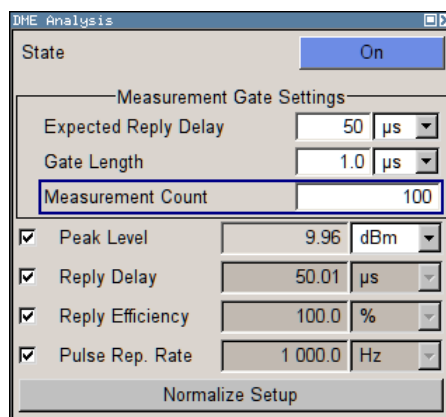 DME Analysis
State On
Measurement Gate Settings
Expected Reply Delay 50 µs
Gate Length 1.0 µs
Measurement Count 100
Peak Level 9.96 dBm
Reply Delay 50.01 µs
Reply Efficiency 100.0 %
Pulse Rep. Rate 1 000.0 Hz
Normalize Setup